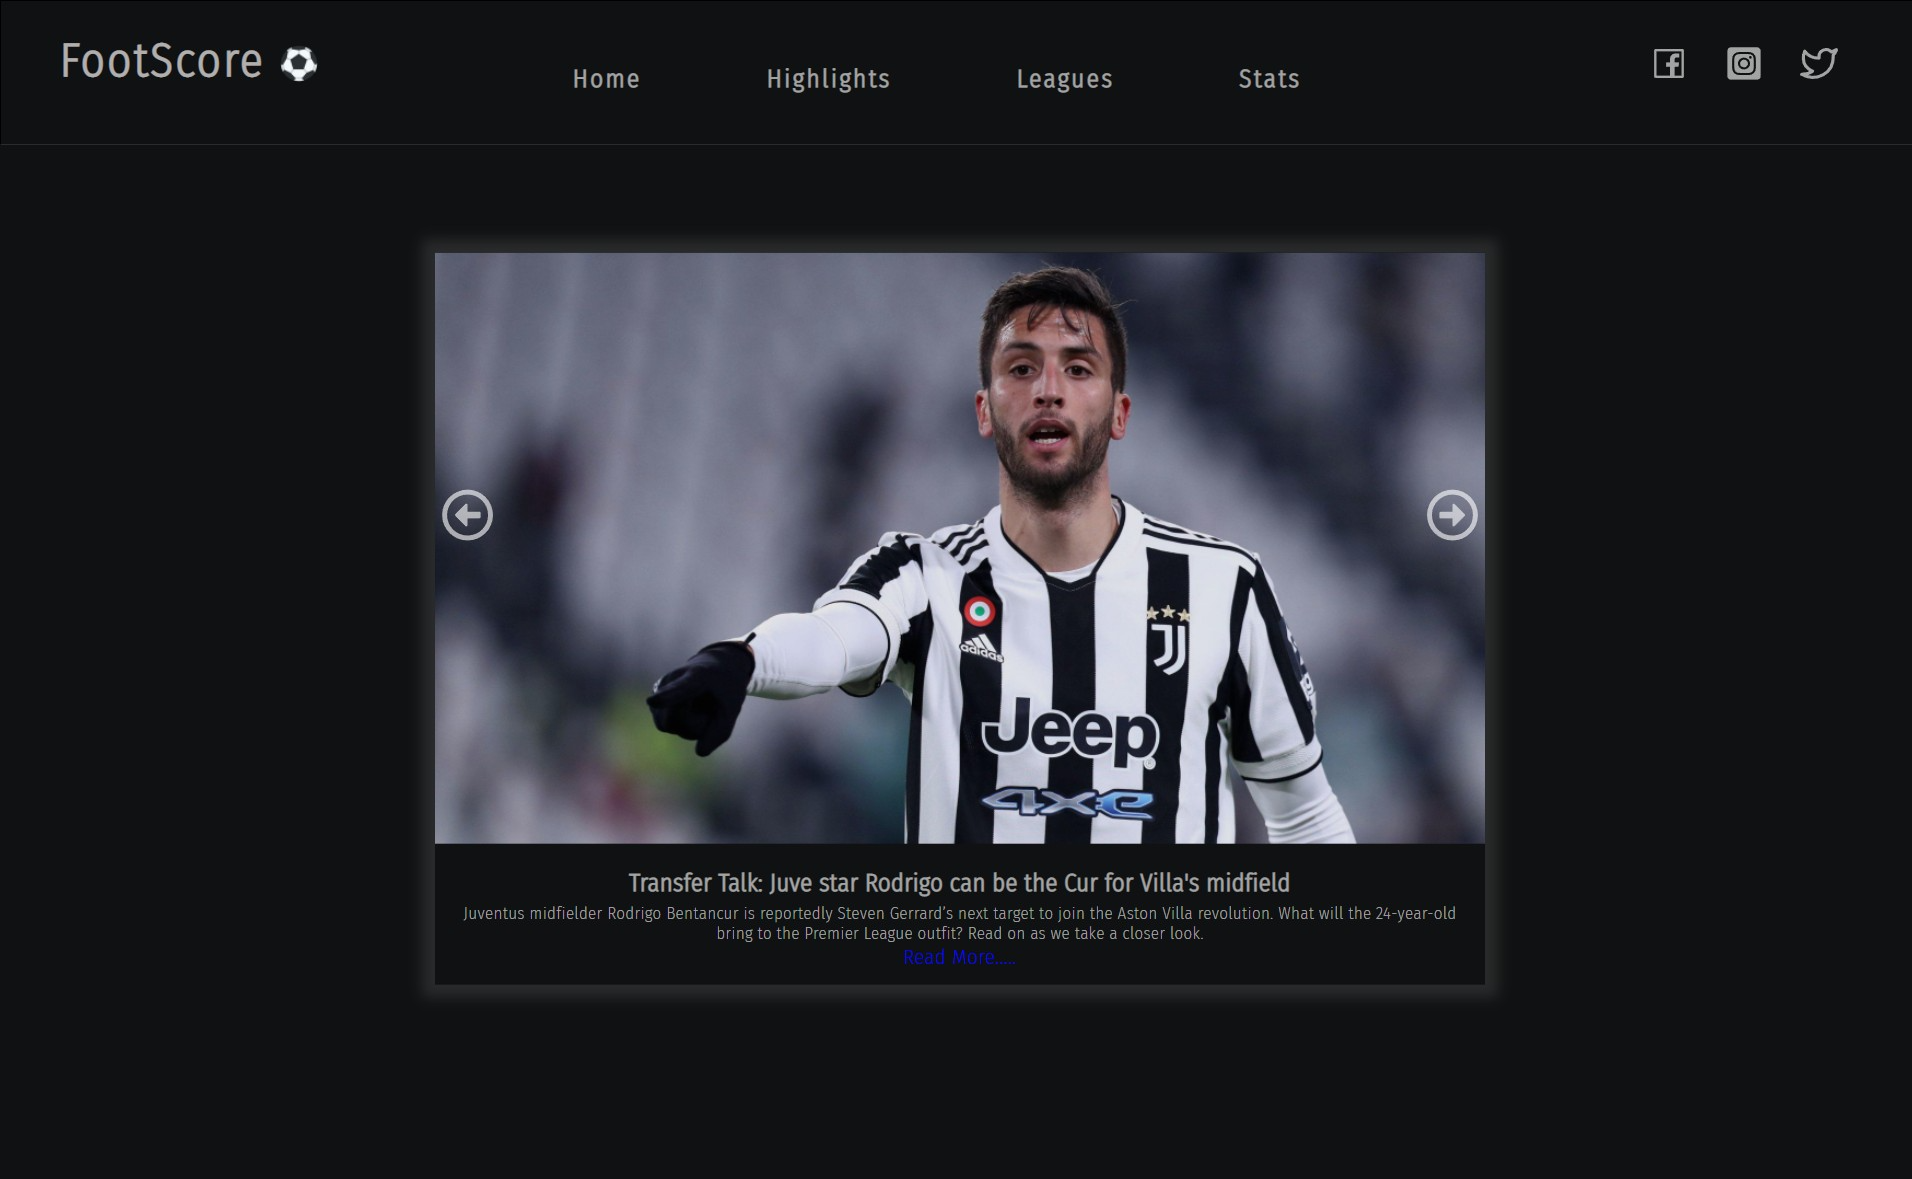 FootScore
Home
Highlights
Leagues
Stats
adidas
Jeep
4xe
Transfer Talk: Juve star Rodrigo can be the Cur for Villa's midfield
Juventus midfielder Rodrigo Bentancur is reportedly Steven Gerrard’s next target to join the Aston Villa revolution. What will the 24-year-old
bring to the Premier League outfit? Read on as we take a closer look.
Read More.....